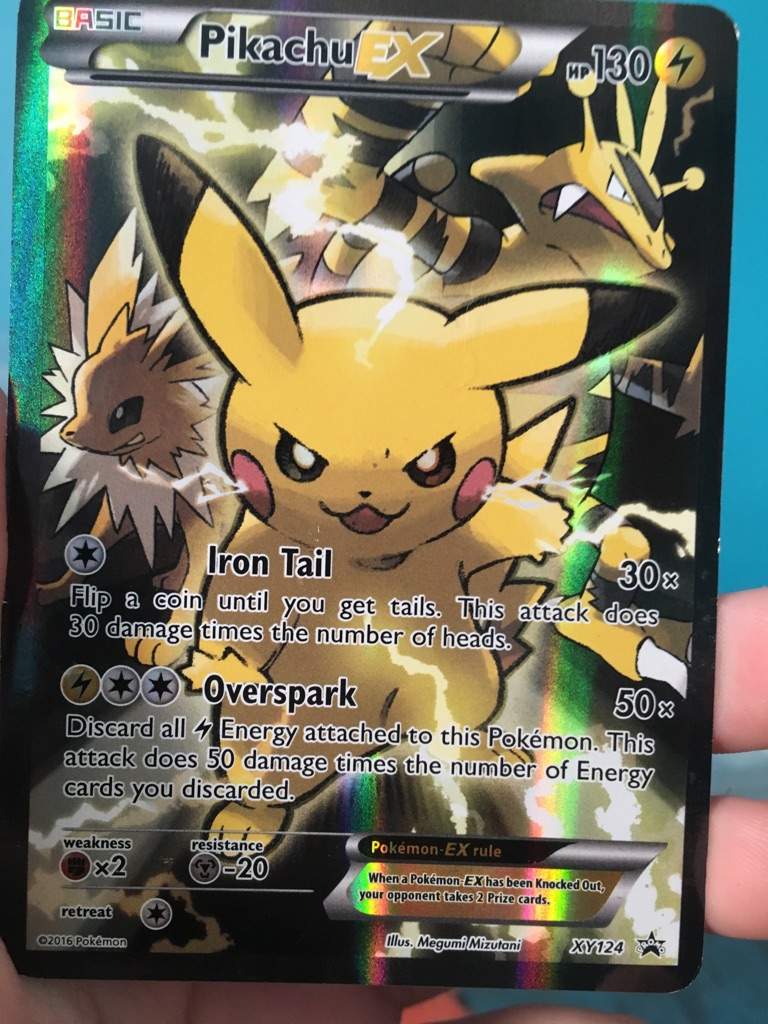 BASIC
Pikachu EX
HP 130
Iron Tail 30x
Flip a coin until you get tails. This attack does
30 damage times the number of heads.
Overspark 50x
Discard all Energy attached to this Pokémon. This
attack does 50 damage times the number of Energy
cards you discarded.
weakness resistance
×2 -20
retreat
Pokémon-EX rule
When a Pokémon-EX has been Knocked Out,
your opponent takes 2 Prize cards.
©2016 Pokémon Illus. Megumi Mizutani XY124